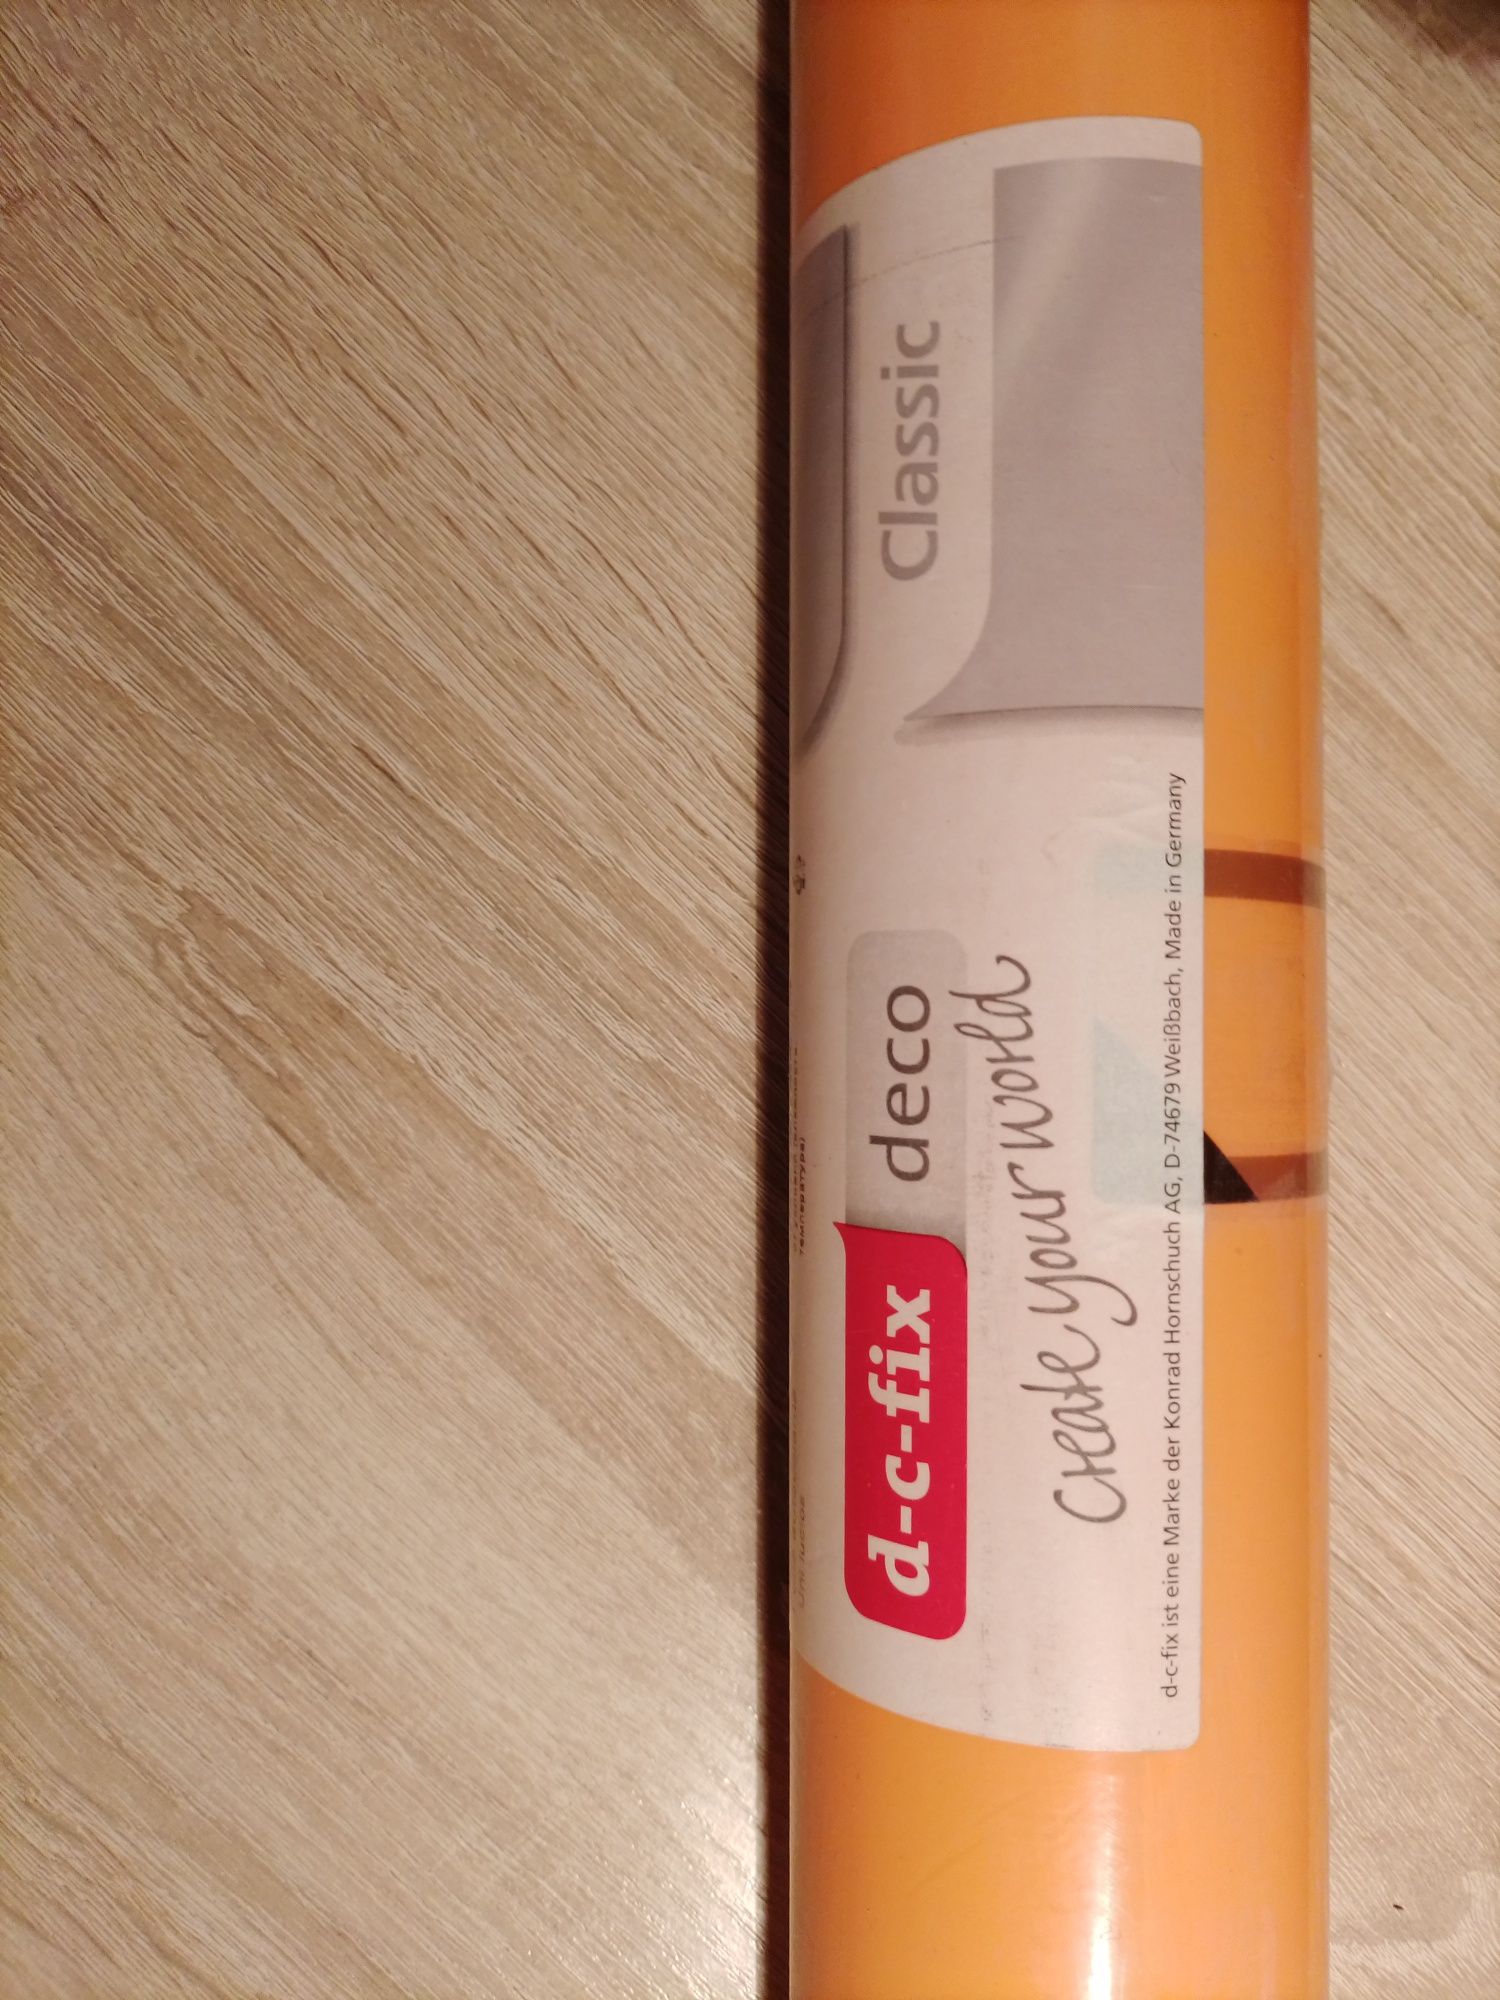 d-c-fix deco
Classic
create your world
d-c-fix ist eine Marke der Konrad Hornschuch AG, D-74679 Weißbach, Made in Germany
температуре)